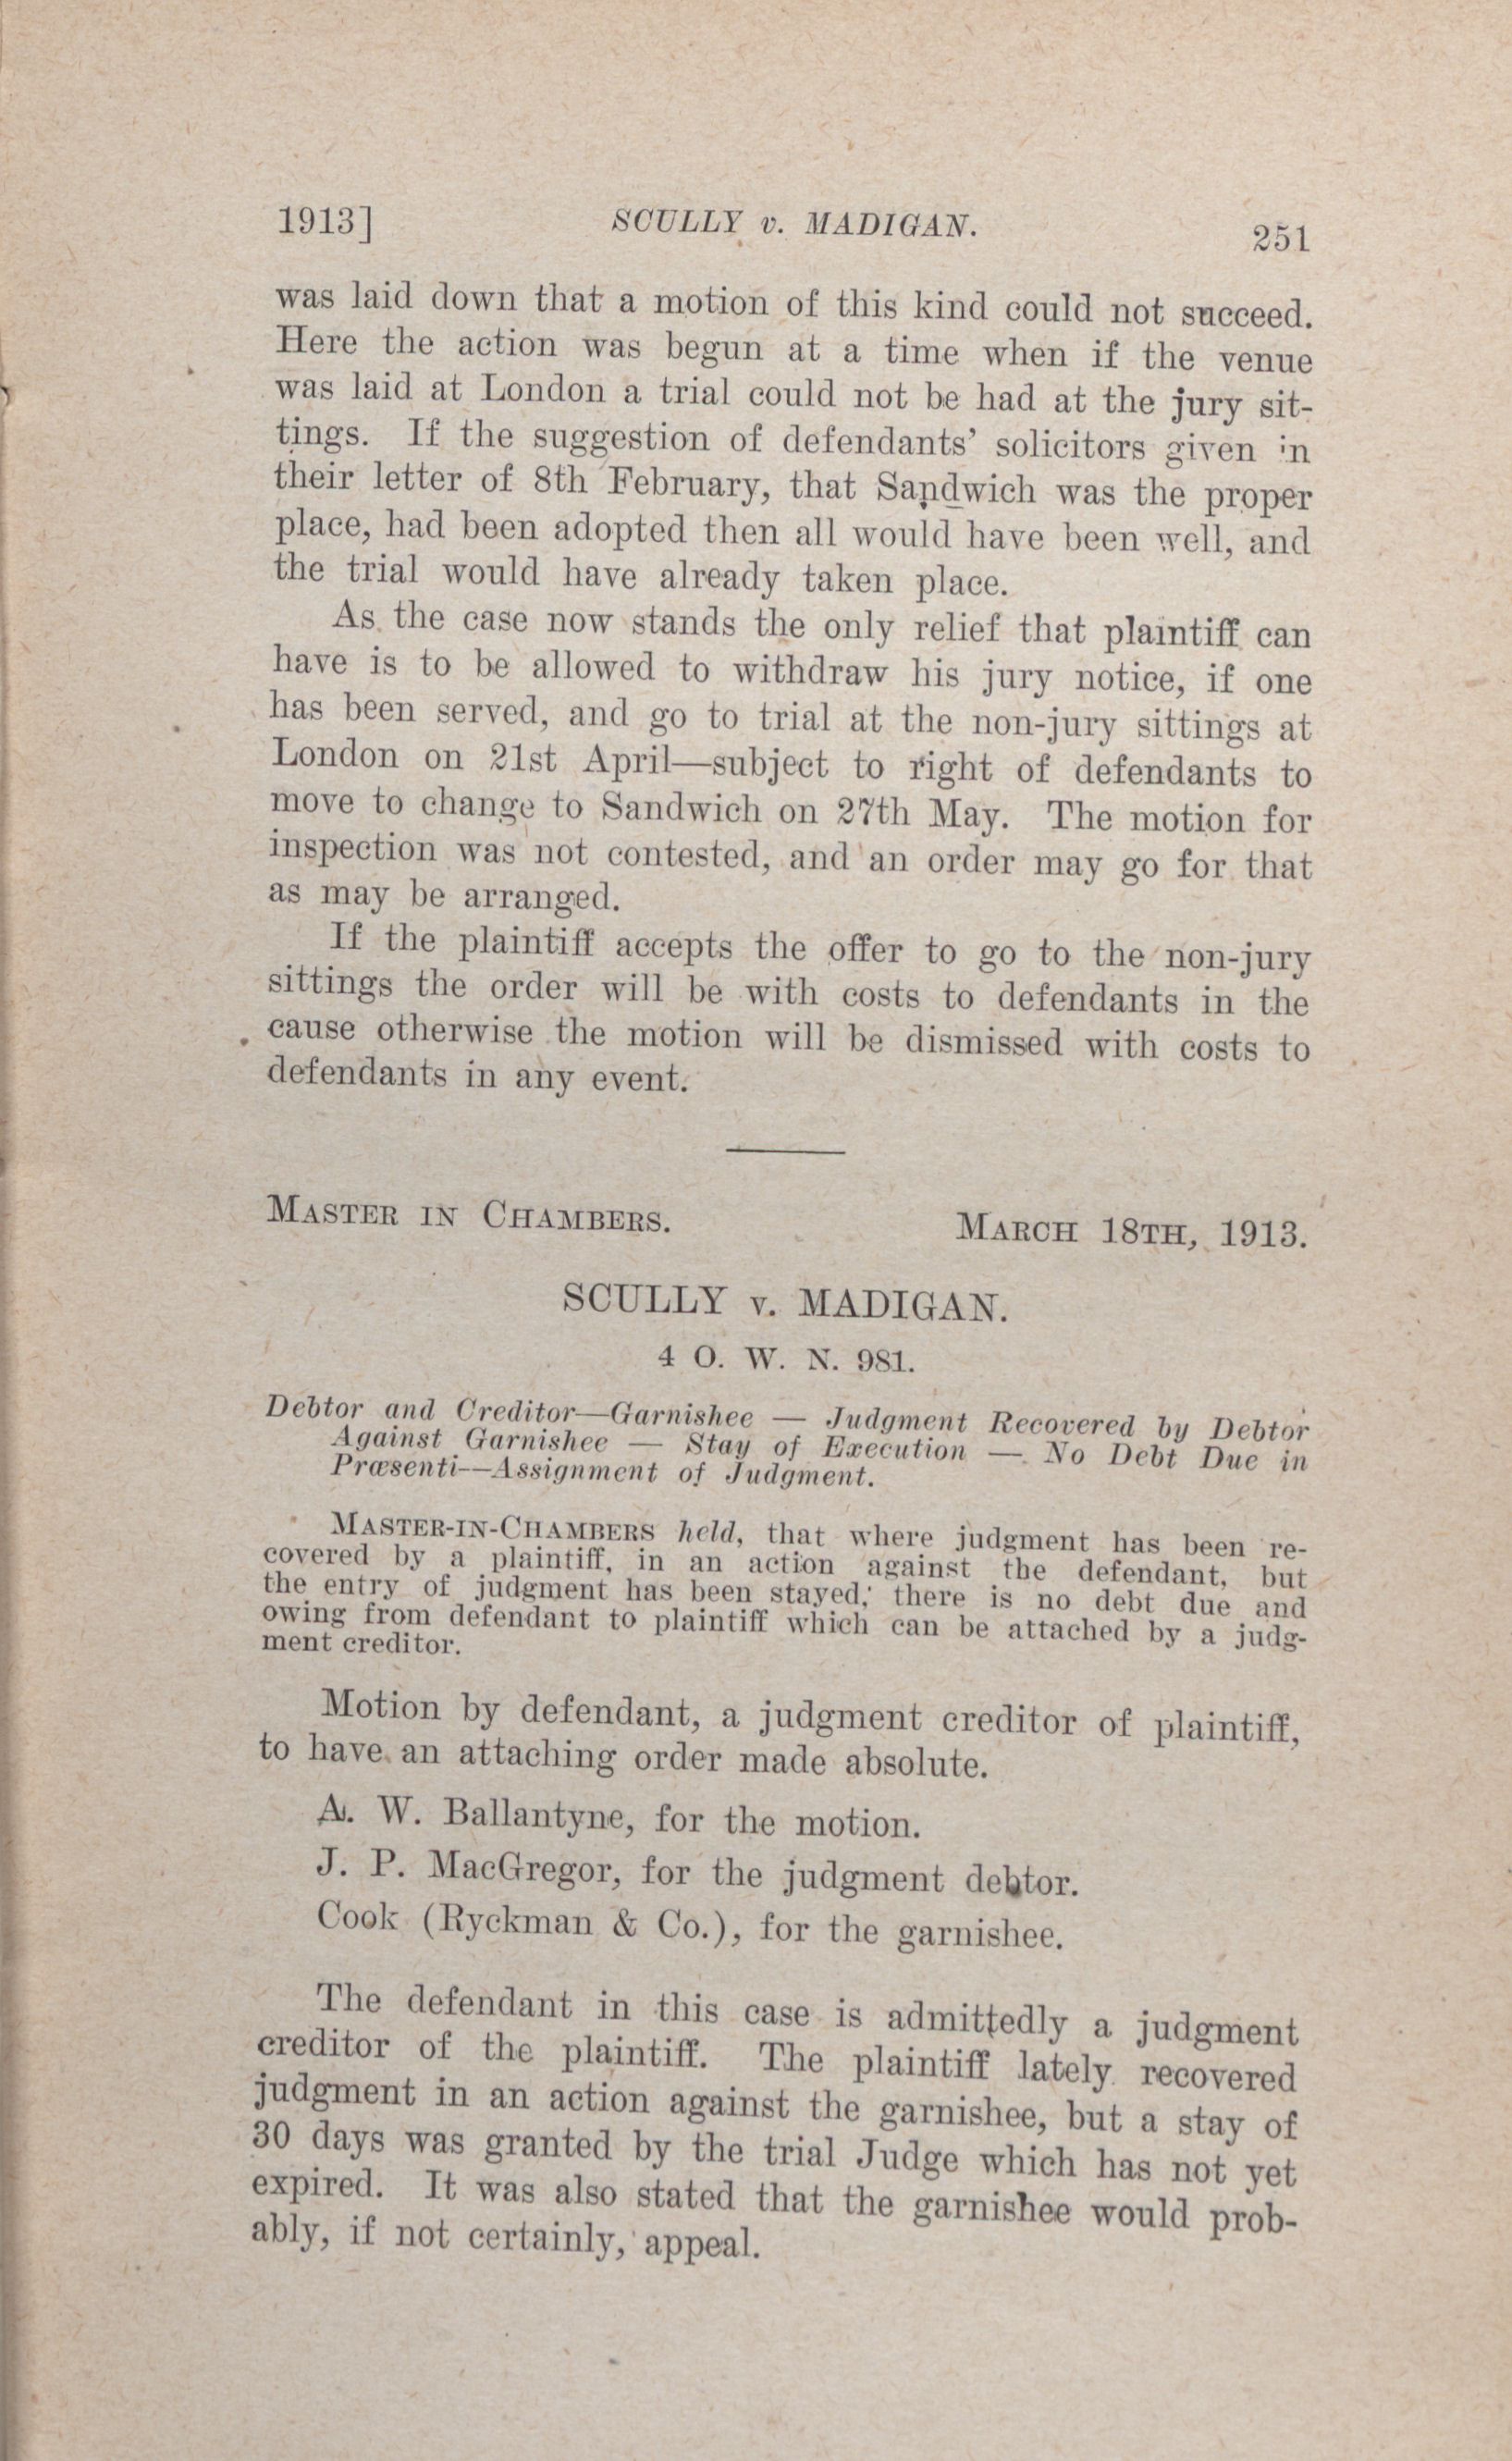 1913] SCULLY v. MADIGAN. 251
was laid down that a motion of this kind could not succeed.
Here the action was begun at a time when if the venue
was laid at London a trial could not be had at the jury sit-
tings. If the suggestion of defendants' solicitors given in
their letter of 8th February, that Sandwich was the proper
place, had been adopted then all would have been well, and
the trial would have already taken place.
As the case now stands the only relief that plaintiff can
have is to be allowed to withdraw his jury notice, if one
has been served, and go to trial at the non-jury sittings at
London on 21st April—subject to right of defendants to
move to change to Sandwich on 27th May. The motion for
inspection was not contested, and an order may go for that
as may be arranged.
If the plaintiff accepts the offer to go to the non-jury
sittings the order will be with costs to defendants in the
cause otherwise the motion will be dismissed with costs to
defendants in any event.
MASTER IN CHAMBERS. MARCH 18TH, 1913.
SCULLY v. MADIGAN.
4 O. W. N. 981.
Debtor and Creditor—Garnishee — Judgment Recovered by Debtor
Against Garnishee — Stay of Execution — No Debt Due in
Præsenti—Assignment of Judgment.
MASTER-IN-CHAMBERS held, that where judgment has been re-
covered by a plaintiff, in an action against the defendant, but
the entry of judgment has been stayed, there is no debt due and
owing from defendant to plaintiff which can be attached by a judg-
ment creditor.
Motion by defendant, a judgment creditor of plaintiff,
to have an attaching order made absolute.
A. W. Ballantyne, for the motion.
J. P. MacGregor, for the judgment debtor.
Cook (Ryckman & Co.), for the garnishee.
The defendant in this case is admittedly a judgment
creditor of the plaintiff. The plaintiff lately recovered
judgment in an action against the garnishee, but a stay of
30 days was granted by the trial Judge which has not yet
expired. It was also stated that the garnishee would prob-
ably, if not certainly, appeal.